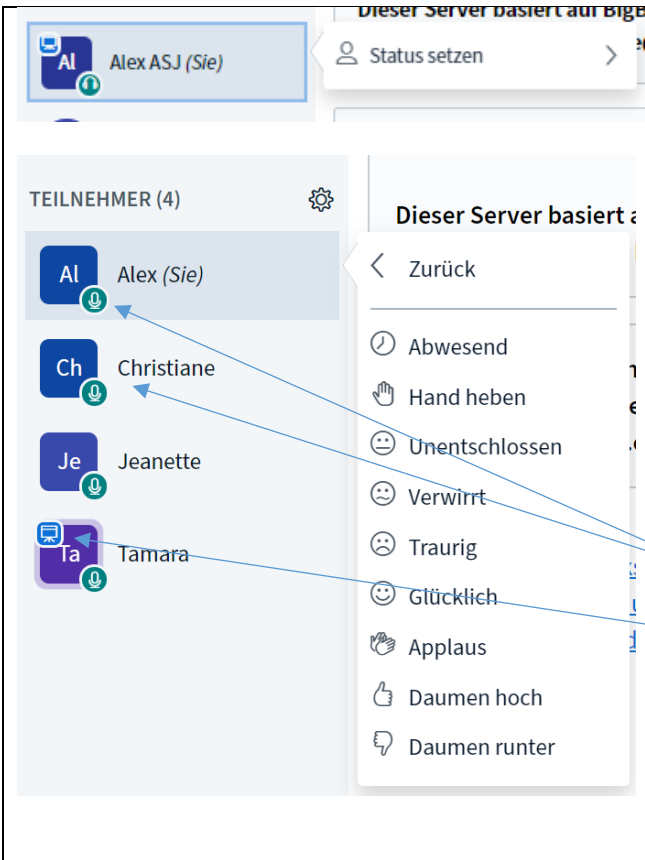 Dieser Server basiert auf BigB
Al
Alex ASJ (Sie)
Status setzen
TEILNEHMER (4)
Dieser Server basiert a
Al
Alex (Sie)
Zurück
Abwesend
Ch
Christiane
Hand heben
Unentschlossen
Je
Jeanette
Verwirrt
Ta
Tamara
Traurig
Glücklich
Applaus
Daumen hoch
Daumen runter